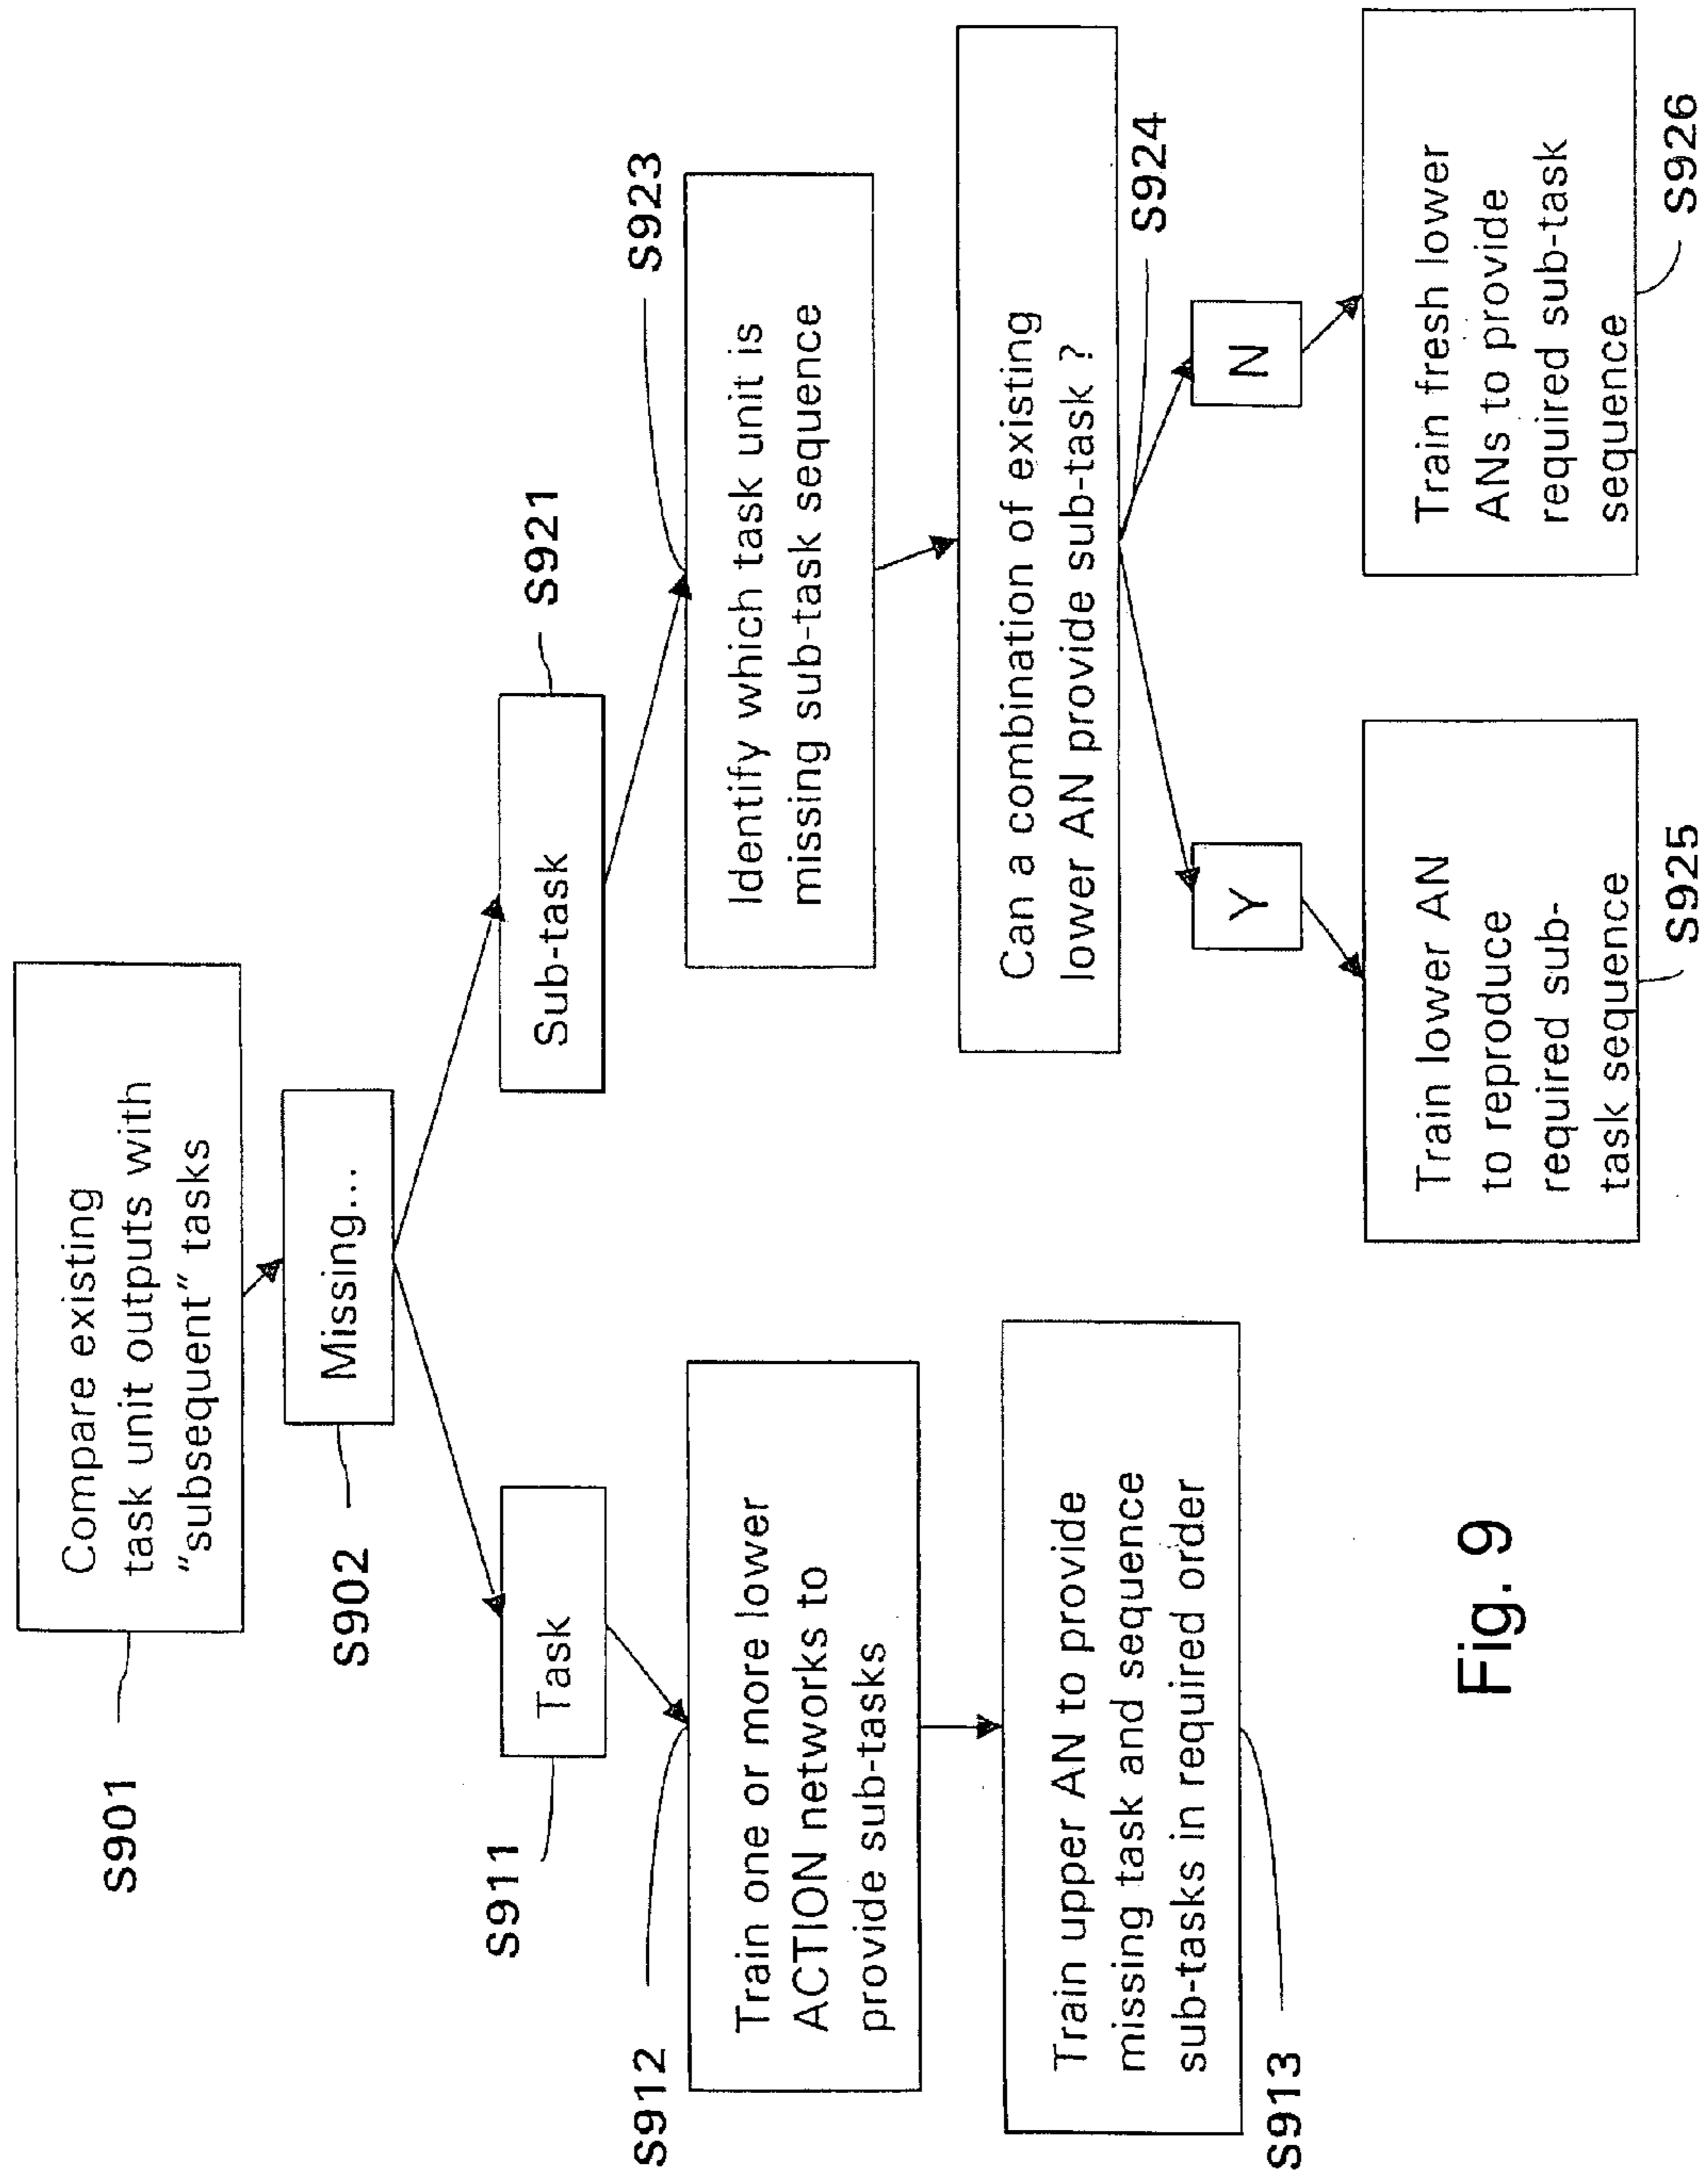 S901
Compare existing
task unit outputs with
"subsequent" tasks
S902
Missing...
S911
Task
S921
Sub-task
S912
Train one or more lower
ACTION networks to
provide sub-tasks
S923
Identify which task unit is
missing sub-task sequence
S913
Train upper AN to provide
missing task and sequence
sub-tasks in required order
Can a combination of existing
lower AN provide sub-task ?
S924
Y
N
Train lower AN
to reproduce
required sub-
task sequence
S925
Train fresh lower
ANs to provide
required sub-task
sequence
S926
Fig. 9